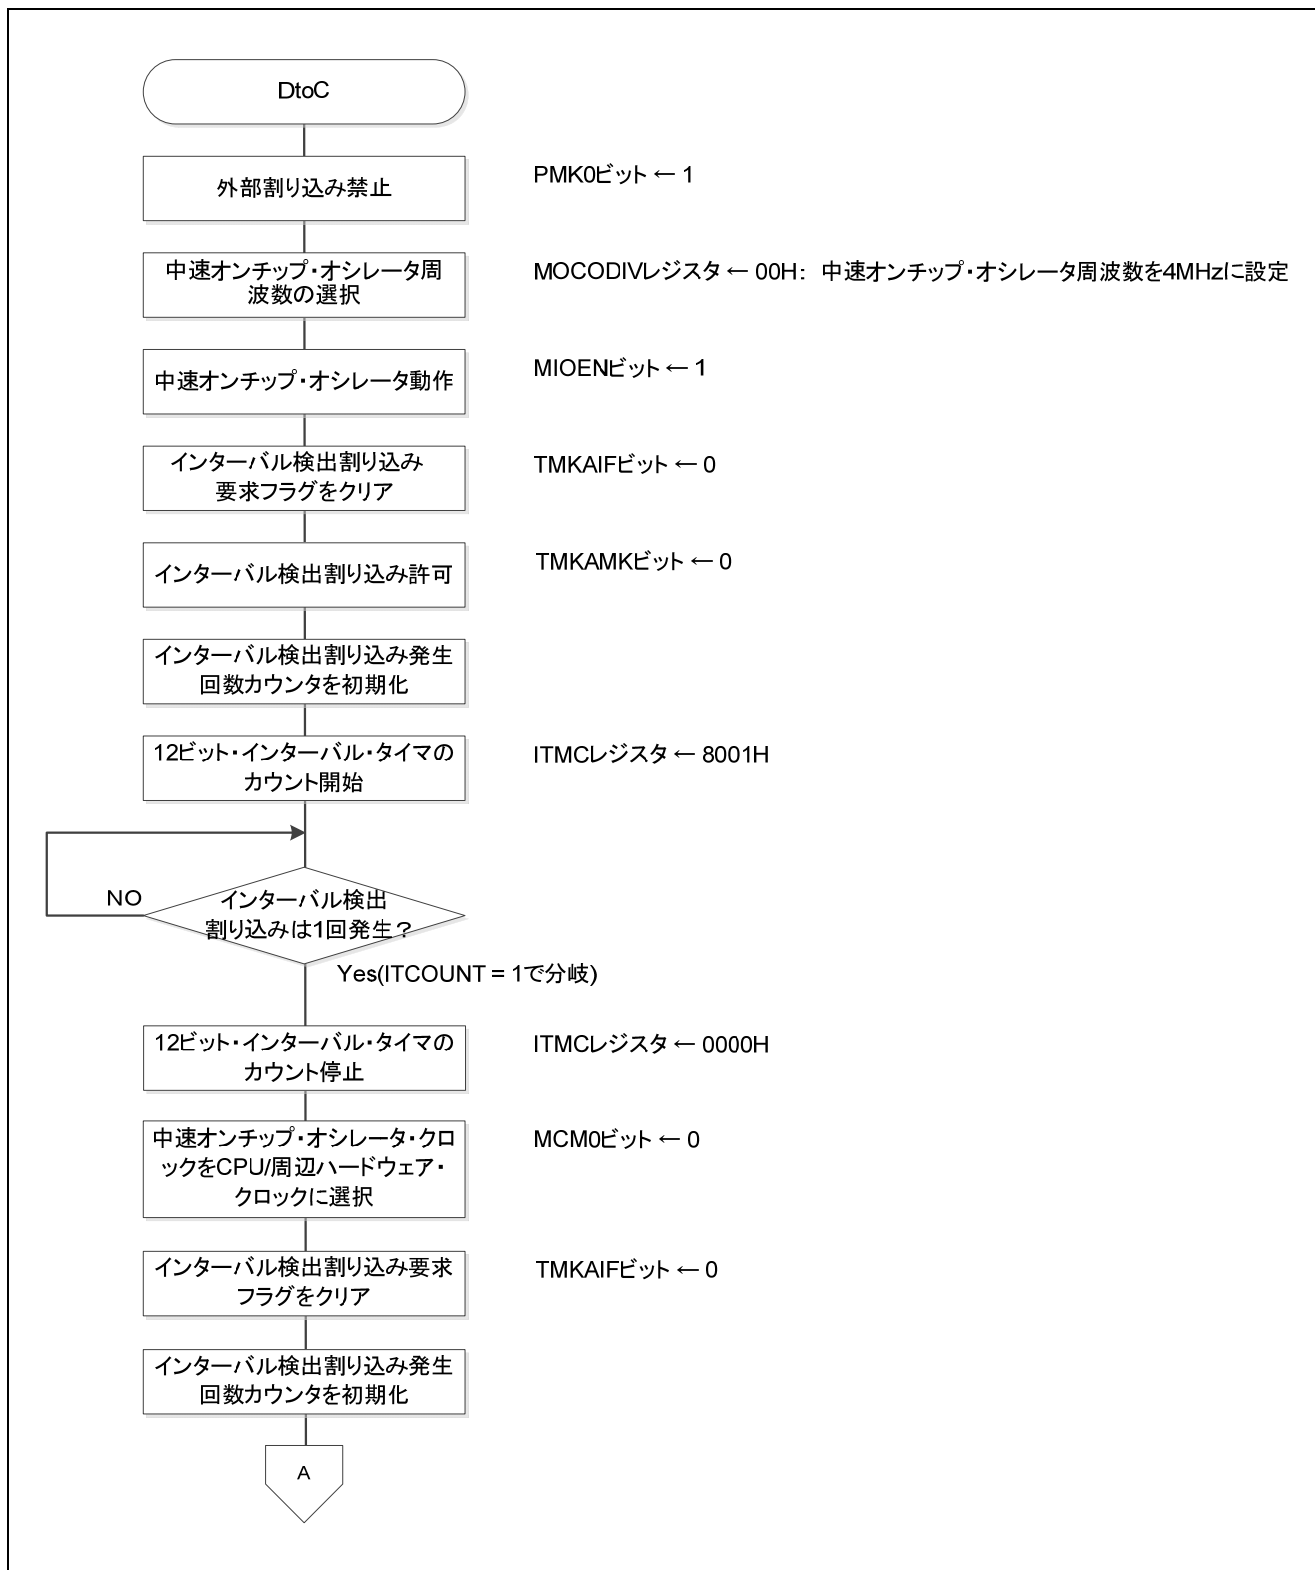 DtoC
外部割り込み禁止
PMK0ビット ← 1
中速オンチップ・オシレータ周
波数の選択
MOCODIVレジスタ ← 00H: 中速オンチップ・オシレータ周波数を4MHzに設定
中速オンチップ・オシレータ動作
MIOENビット ← 1
インターバル検出割り込み
要求フラグをクリア
TMKAIFビット ← 0
インターバル検出割り込み許可
TMKAMKビット ← 0
インターバル検出割り込み発生
回数カウンタを初期化
12ビット・インターバル・タイマの
カウント開始
ITMCレジスタ ← 8001H
NO
インターバル検出
割り込みは1回発生?
Yes(ITCOUNT = 1で分岐)
12ビット・インターバル・タイマの
カウント停止
ITMCレジスタ ← 0000H
中速オンチップ・オシレータ・クロ
ックをCPU/周辺ハードウェア・
クロックに選択
MCM0ビット ← 0
インターバル検出割り込み要求
フラグをクリア
TMKAIFビット ← 0
インターバル検出割り込み発生
回数カウンタを初期化
A